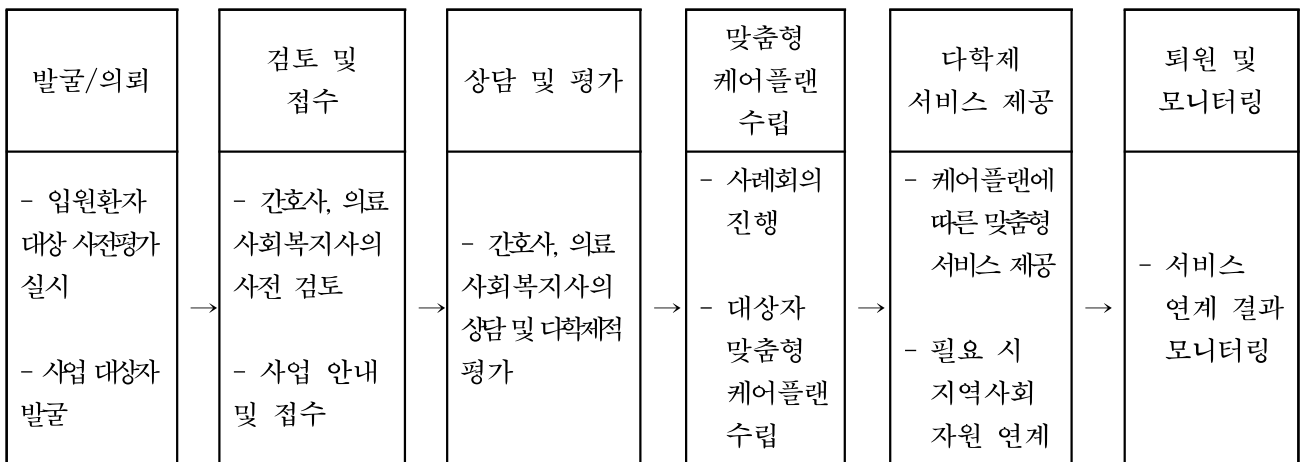 발굴/의뢰
검토 및
접수
상담 및 평가
맞춤형
케어플랜
수립
다학제
서비스 제공
퇴원 및
모니터링
- 입원환자
대상 사전평가
실시
- 사업 대상자
발굴
→
- 간호사, 의료
사회복지사의
사전 검토
- 사업 안내
및 접수
→
- 간호사, 의료
사회복지사의
상담 및 다학제적
평가
→
- 사례회의
진행
- 대상자
맞춤형
케어플랜
수립
→
- 케어플랜에
따른 맞춤형
서비스 제공
- 필요 시
지역사회
자원 연계
→
- 서비스
연계 결과
모니터링